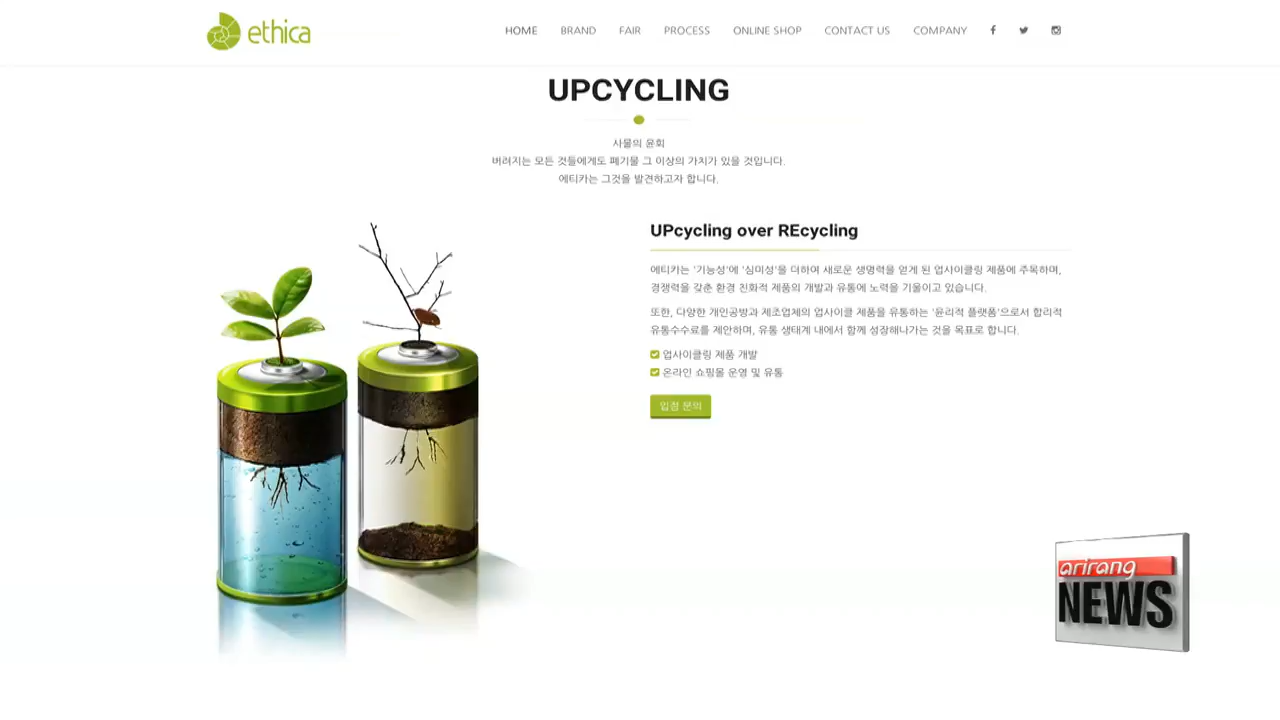 ethica
HOME BRAND FAIR PROCESS ONLINE SHOP CONTACT US COMPANY
UPCYCLING
사물의 윤회
버려지는 모든 것들에게도 폐기물 그 이상의 가치가 있을 것입니다.
에티카는 그것을 발견하고자 합니다.
UPcycling over REcycling
에티카는 '기능성'에 '심미성'을 더하여 새로운 생명력을 얻게 된 업사이클링 제품에 주목하며,
경쟁력을 갖춘 환경 친화적 제품의 개발과 유통에 노력을 기울이고 있습니다.
또한, 다양한 개인공방과 제조업체의 업사이클 제품을 유통하는 '윤리적 플랫폼'으로서 합리적
유통수수료를 제안하며, 유통 생태계 내에서 함께 성장해나가는 것을 목표로 합니다.
업사이클링 제품 개발
온라인 쇼핑몰 운영 및 유통
입점 문의
arirang
NEWS